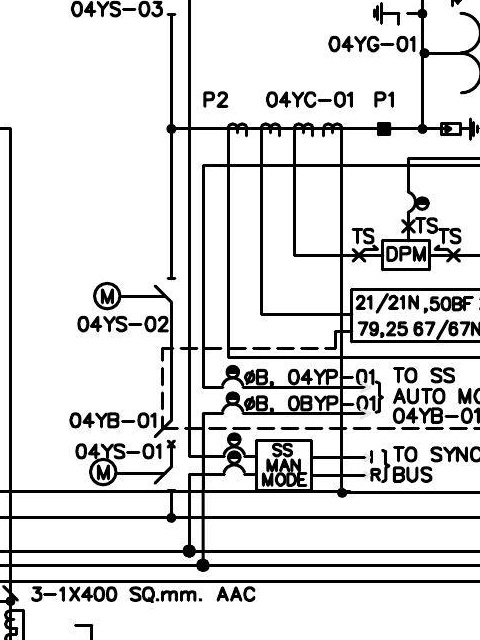 04YS-03
04YG-01
P2 04YC-01 P1
TS TS TS
DPM
M
21/21N,50BF
04YS-02
79,25 67/67N
øB, 04YP-01 TO SS
AUTO MO
øB, 0BYP-01
04YB-01 04YB-01
04YS-01 SS I TO SYNC
MAN
M MODE R BUS
3-1X400 SQ.mm. AAC